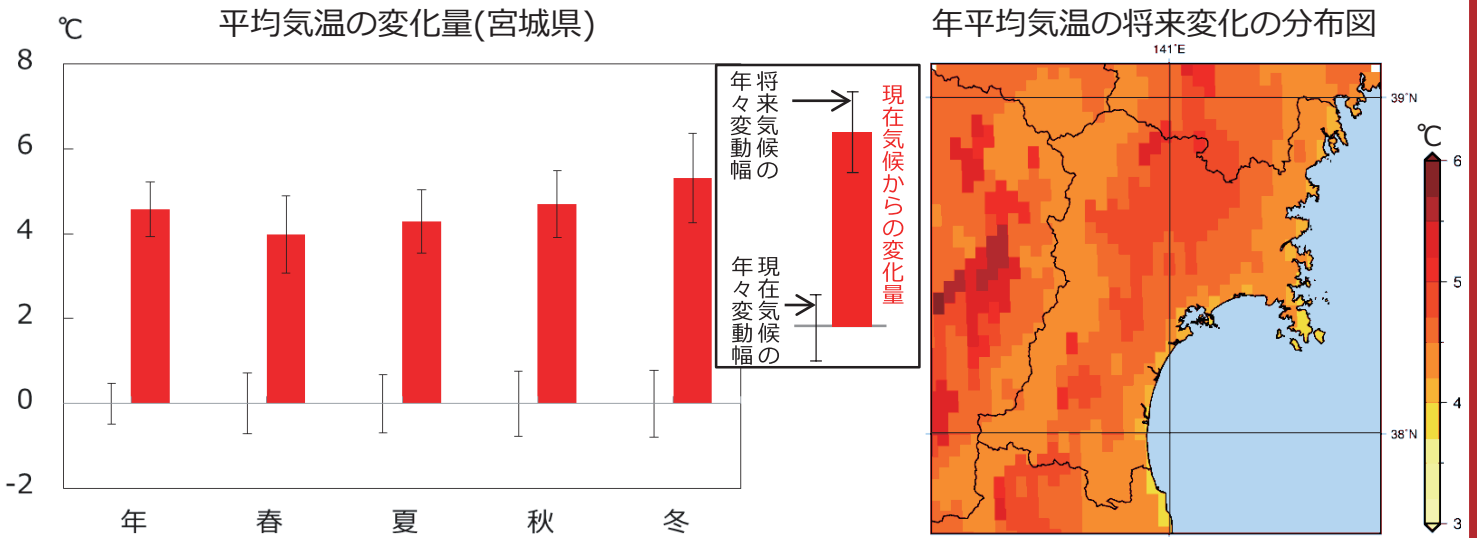 ℃
平均気温の変化量(宮城県)
8
6
4
2
0
-2
年
春
夏
秋
冬
将来気候の
年々変動幅
現在気候からの変化量
現在気候の
年々変動幅
年平均気温の将来変化の分布図
141°E
39°N
38°N
℃
6
5
4
3